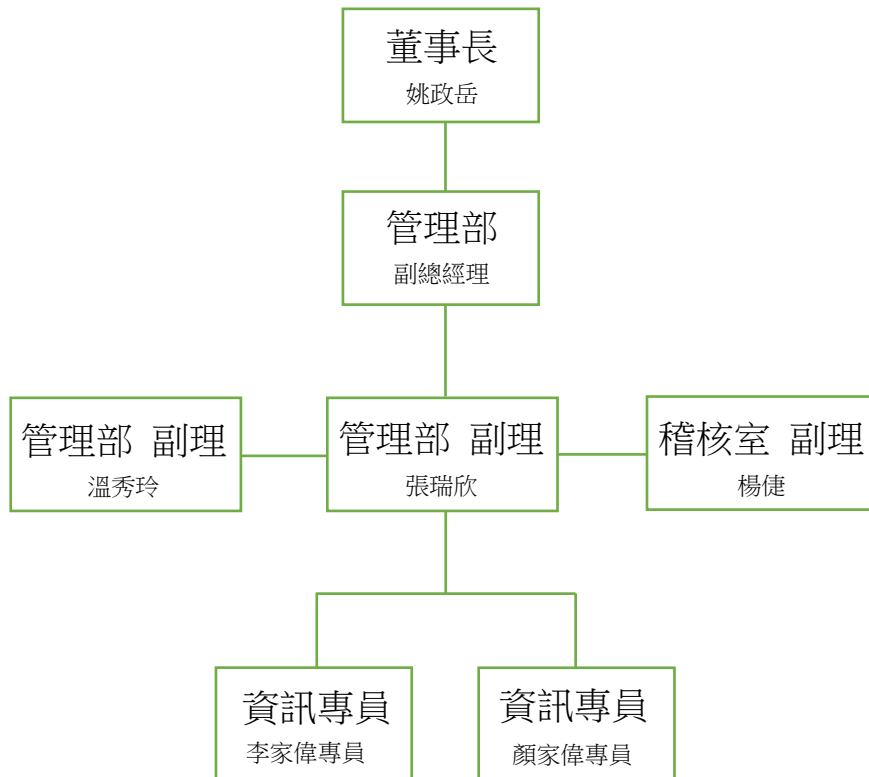 董事長
姚政岳
管理部
副總經理
管理部 副理
溫秀玲
管理部 副理
張瑞欣
稽核室 副理
楊倢
資訊專員
李家偉專員
資訊專員
顏家偉專員